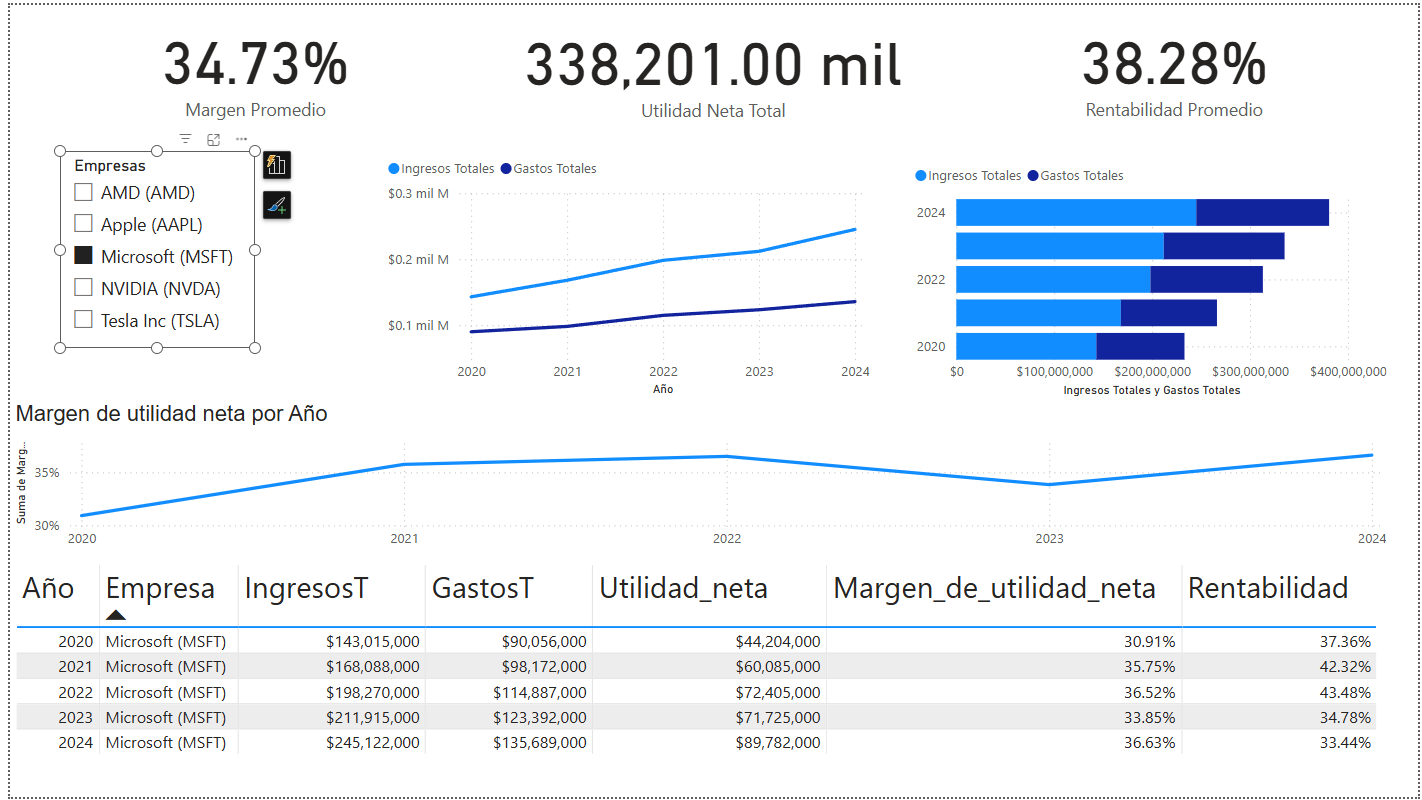 34.73%
Margen Promedio
338,201.00 mil
Utilidad Neta Total
38.28%
Rentabilidad Promedio
Empresas
AMD (AMD)
Apple (AAPL)
Microsoft (MSFT)
NVIDIA (NVDA)
Tesla Inc (TSLA)
Ingresos Totales Gastos Totales
$0.3 mil M
$0.2 mil M
$0.1 mil M
2020 2021 2022 2023 2024
Año
Ingresos Totales Gastos Totales
2024
2022
2020
$0 $100,000,000 $200,000,000 $300,000,000 $400,000,000
Ingresos Totales y Gastos Totales
Margen de utilidad neta por Año
Suma de Marg...
35%
30%
2020 2021 2022 2023 2024
Año Empresa IngresosT GastosT Utilidad_neta Margen_de_utilidad_neta Rentabilidad
2020 Microsoft (MSFT) $143,015,000 $90,056,000 $44,204,000 30.91% 37.36%
2021 Microsoft (MSFT) $168,088,000 $98,172,000 $60,085,000 35.75% 42.32%
2022 Microsoft (MSFT) $198,270,000 $114,887,000 $72,405,000 36.52% 43.48%
2023 Microsoft (MSFT) $211,915,000 $123,392,000 $71,725,000 33.85% 34.78%
2024 Microsoft (MSFT) $245,122,000 $135,689,000 $89,782,000 36.63% 33.44%